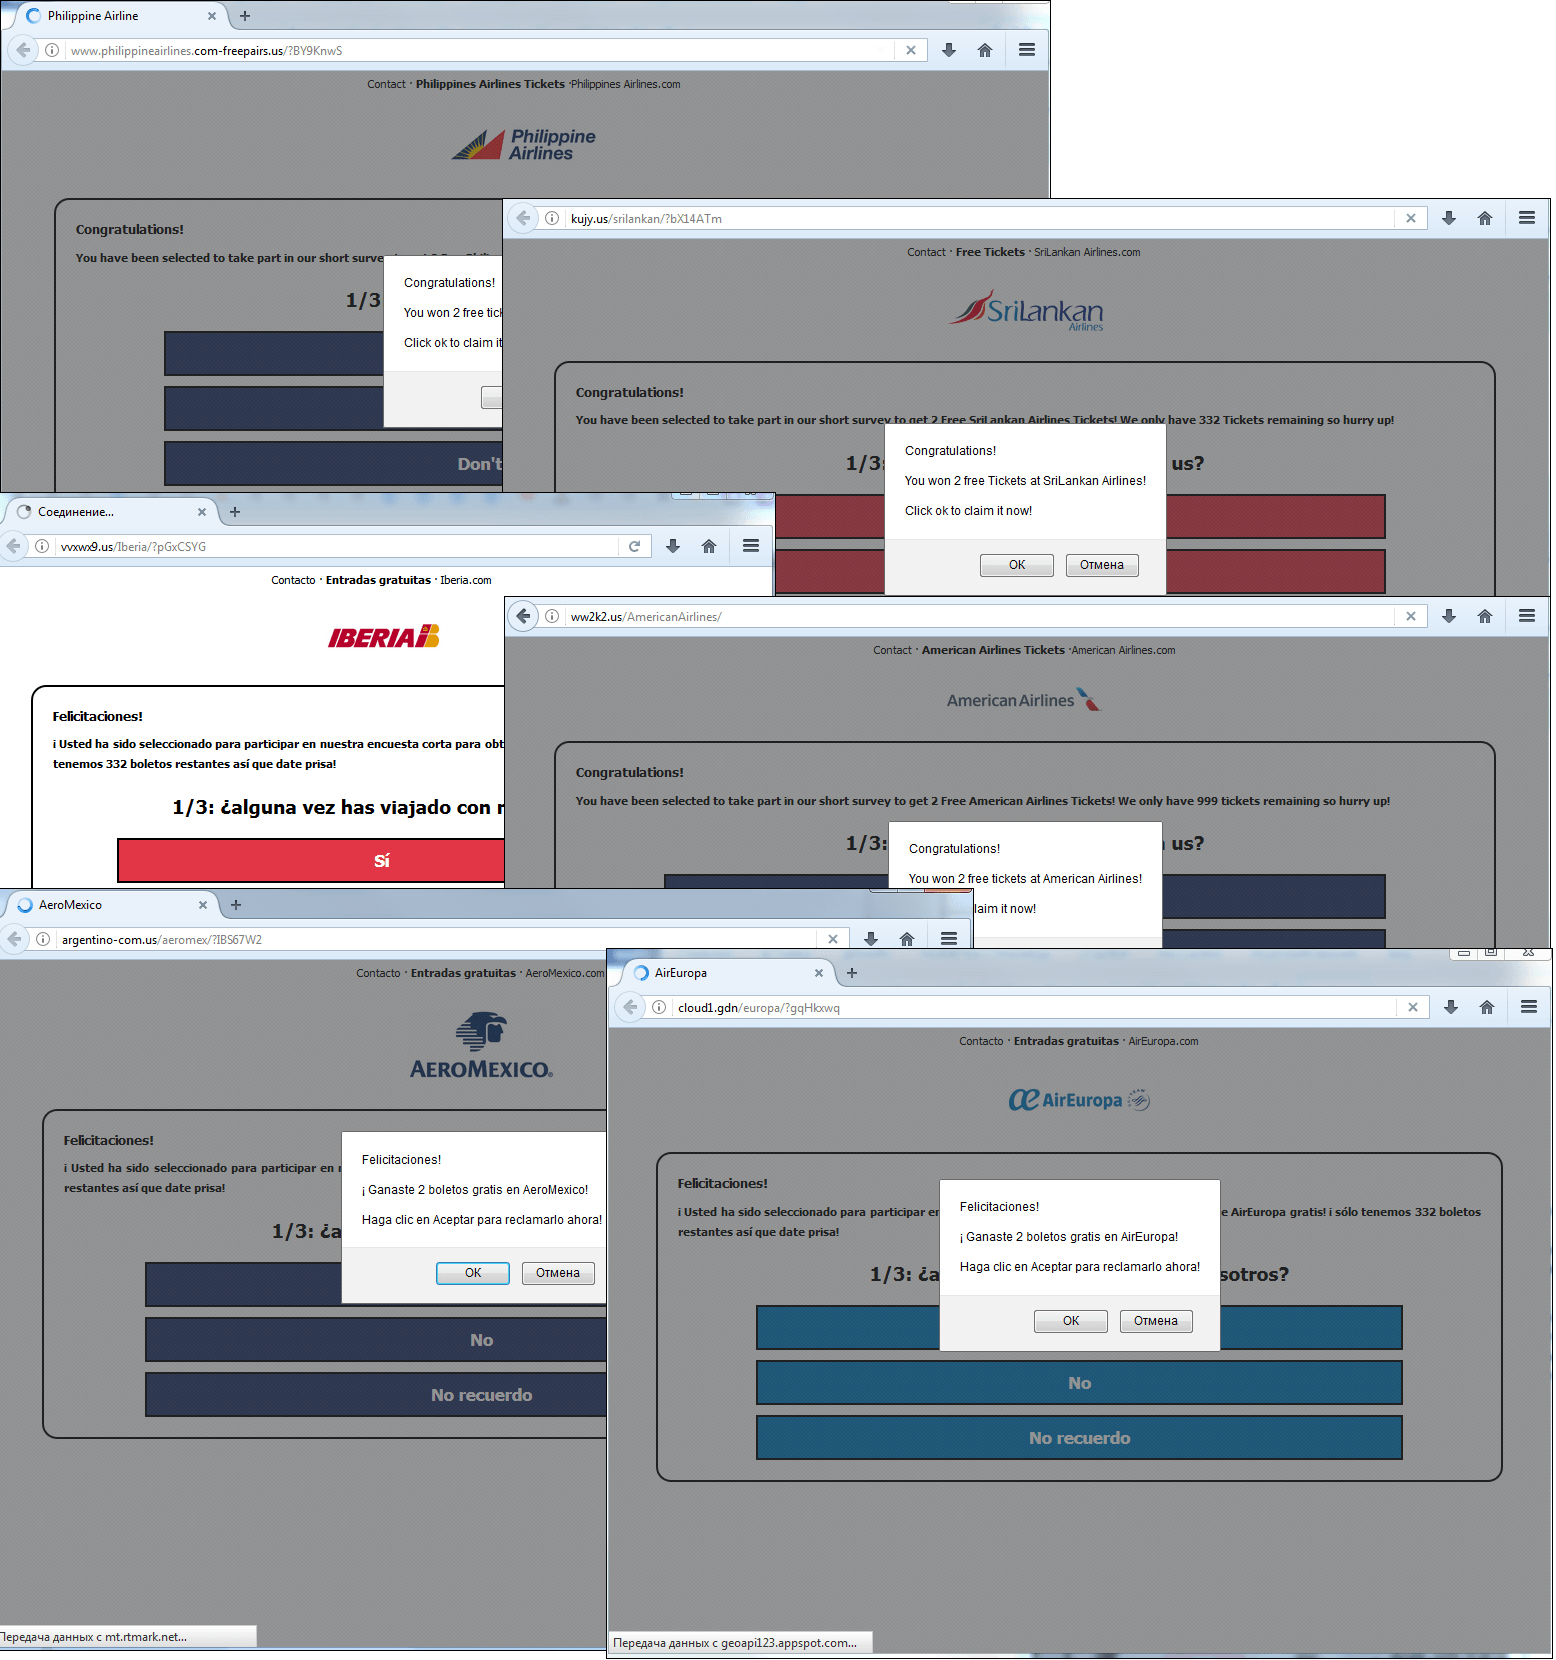 Philippine Airline
www.philippineairlines.com-freepairs.us/?BY9KnwS
Contact · Philippines Airlines Tickets ·Philippines Airlines.com
Philippine Airlines
Congratulations!
You have been selected to take part in our short surve
1/3
Congratulations!
You won 2 free tick
Click ok to claim it
Don't
kujy.us/srilankan/?bX14ATm
Contact · Free Tickets · SriLankan Airlines.com
SriLankan Airlines
Congratulations!
You have been selected to take part in our short survey to get 2 Free SriLankan Airlines Tickets! We only have 332 Tickets remaining so hurry up!
1/3: us?
Congratulations!
You won 2 free Tickets at SriLankan Airlines!
Click ok to claim it now!
ОК Отмена
Соединение...
vvxwx9.us/Iberia/?pGxCSYG
Contacto · Entradas gratuitas · Iberia.com
IBERIA
Felicitaciones!
¡ Usted ha sido seleccionado para participar en nuestra encuesta corta para obt
tenemos 332 boletos restantes así que date prisa!
1/3: ¿alguna vez has viajado con n
Sí
ww2k2.us/AmericanAirlines/
Contact · American Airlines Tickets ·American Airlines.com
American Airlines
Congratulations!
You have been selected to take part in our short survey to get 2 Free American Airlines Tickets! We only have 999 tickets remaining so hurry up!
1/3: us?
Congratulations!
You won 2 free tickets at American Airlines!
laim it now!
AeroMexico
argentino-com.us/aeromex/?IBS67W2
Contacto · Entradas gratuitas · AeroMexico.com
AEROMEXICO
Felicitaciones!
¡ Usted ha sido seleccionado para participar en
restantes así que date prisa!
1/3: ¿a
Felicitaciones!
¡ Ganaste 2 boletos gratis en AeroMexico!
Haga clic en Aceptar para reclamarlo ahora!
ОК Отмена
No
No recuerdo
Передача данных с mt.rtmark.net...
AirEuropa
cloud1.gdn/europa/?gqHkxwq
Contacto · Entradas gratuitas · AirEuropa.com
AirEuropa
Felicitaciones!
¡ Usted ha sido seleccionado para participar en e AirEuropa gratis! ¡ sólo tenemos 332 boletos
restantes así que date prisa!
1/3: ¿a sotros?
Felicitaciones!
¡ Ganaste 2 boletos gratis en AirEuropa!
Haga clic en Aceptar para reclamarlo ahora!
ОК Отмена
No
No recuerdo
Передача данных с geoapi123.appspot.com...